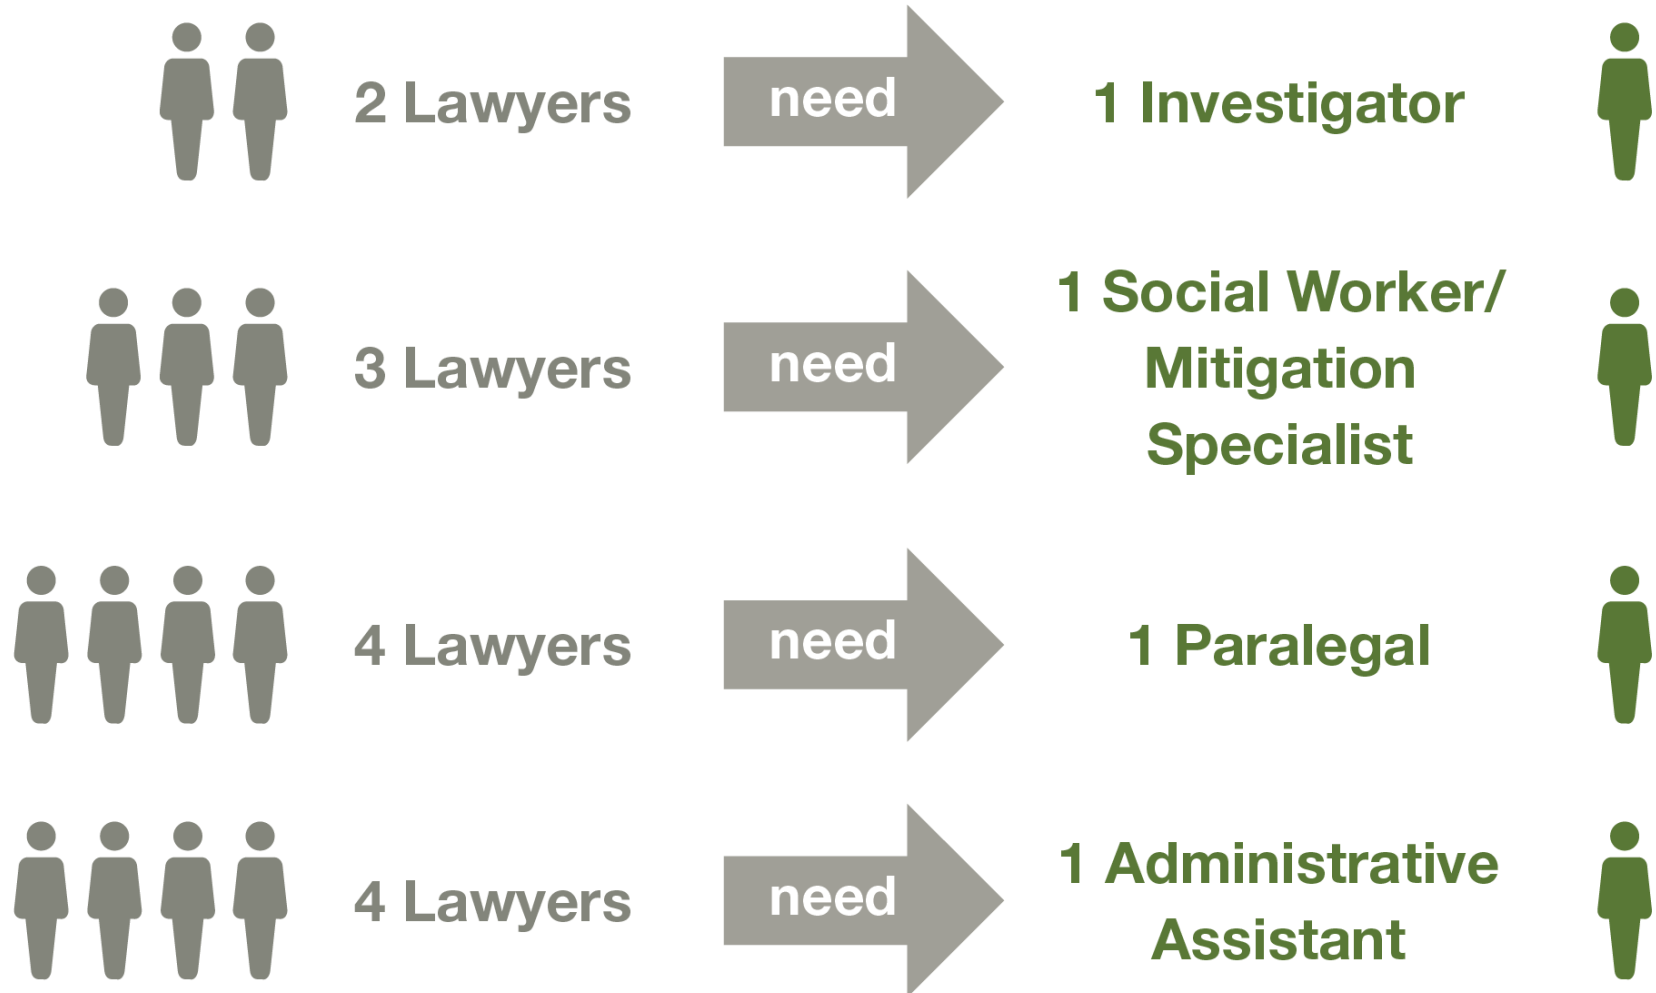 2 Lawyers need 1 Investigator
3 Lawyers need 1 Social Worker/
Mitigation
Specialist
4 Lawyers need 1 Paralegal
4 Lawyers need 1 Administrative
Assistant